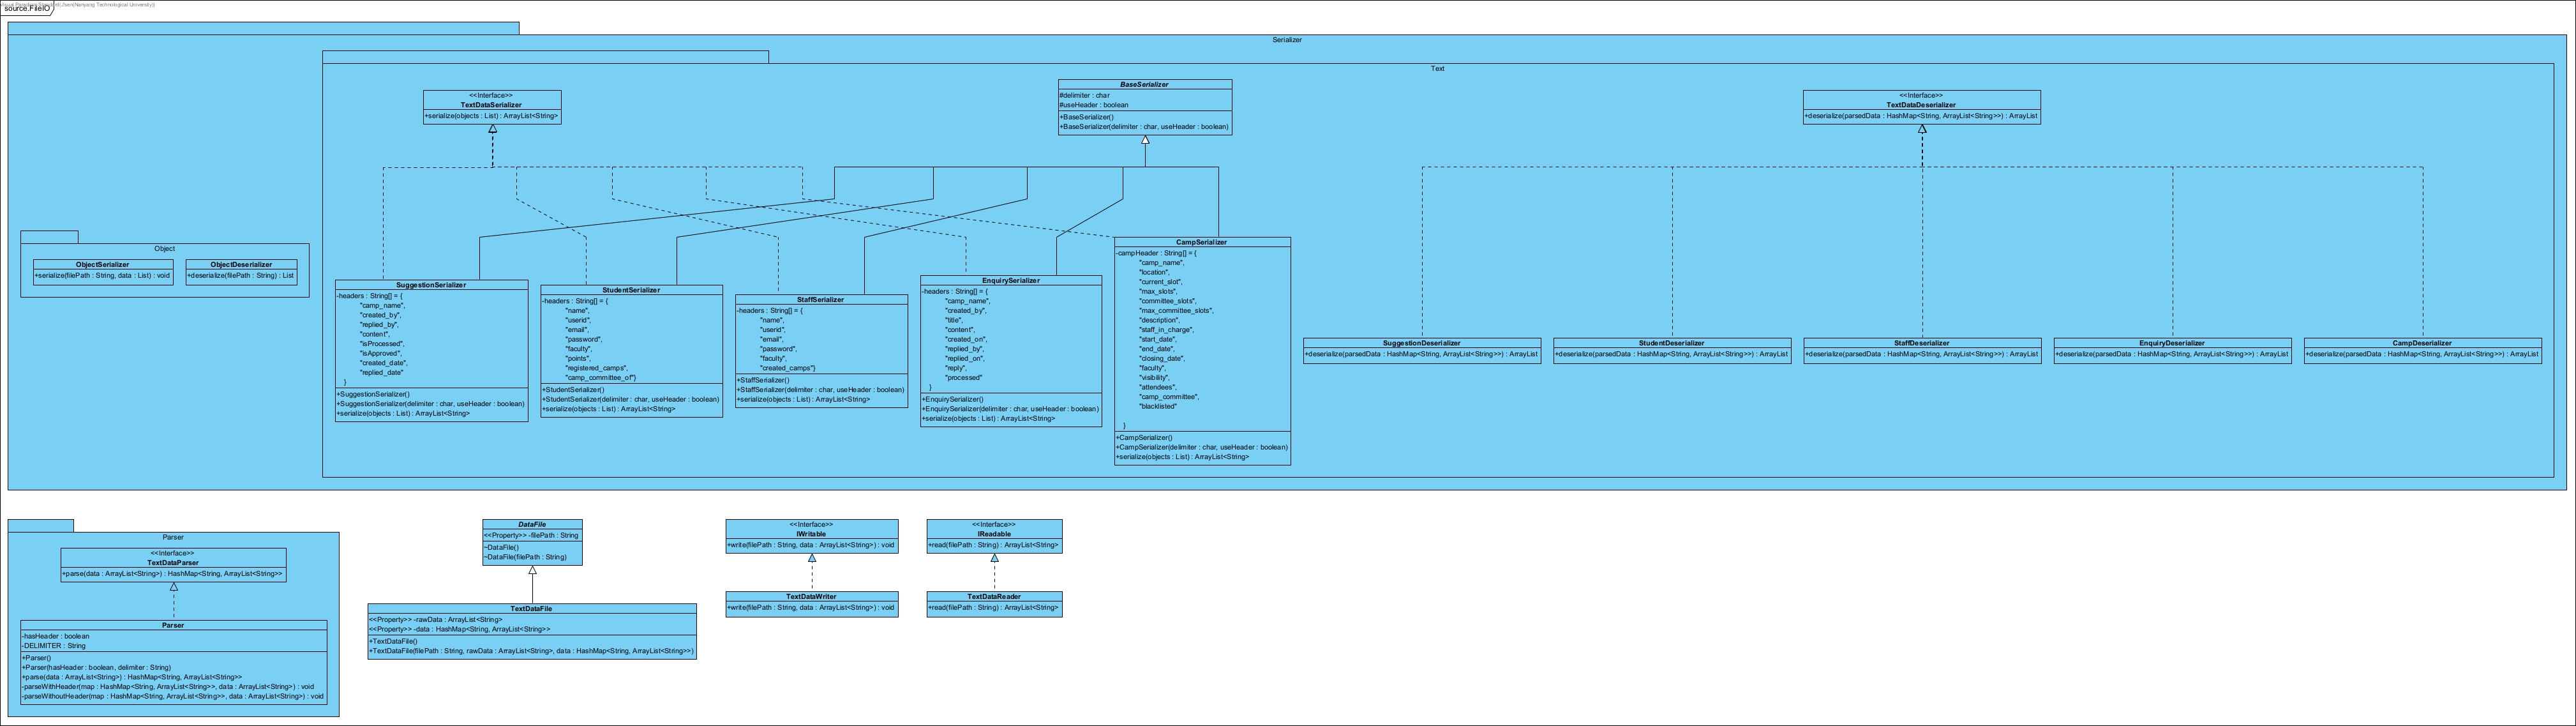 source.FileIO
Serializer
Text
<<Interface>>
TextDataSerializer
+serialize(objects : List) : ArrayList<String>
BaseSerializer
#delimiter : char
#useHeader : boolean
+BaseSerializer()
+BaseSerializer(delimiter : char, useHeader : boolean)
<<Interface>>
TextDataDeserializer
+deserialize(parsedData : HashMap<String, ArrayList<String>>) : ArrayList
Object
ObjectSerializer
+serialize(filePath : String, data : List) : void
ObjectDeserializer
+deserialize(filePath : String) : List
SuggestionSerializer
-headers : String[] = {
"camp_name",
"created_by",
"replied_by",
"content",
"isProcessed",
"isApproved",
"created_date",
"replied_date"
}
+SuggestionSerializer()
+SuggestionSerializer(delimiter : char, useHeader : boolean)
+serialize(objects : List) : ArrayList<String>
StudentSerializer
-headers : String[] = {
"name",
"userid",
"email",
"password",
"faculty",
"points",
"registered_camps",
"camp_committee_of"}
+StudentSerializer()
+StudentSerializer(delimiter : char, useHeader : boolean)
+serialize(objects : List) : ArrayList<String>
StaffSerializer
-headers : String[] = {
"name",
"userid",
"email",
"password",
"faculty",
"created_camps"}
+StaffSerializer()
+StaffSerializer(delimiter : char, useHeader : boolean)
+serialize(objects : List) : ArrayList<String>
EnquirySerializer
-headers : String[] = {
"camp_name",
"created_by",
"title",
"content",
"created_on",
"replied_by",
"replied_on",
"reply",
"processed"
}
+EnquirySerializer()
+EnquirySerializer(delimiter : char, useHeader : boolean)
+serialize(objects : List) : ArrayList<String>
CampSerializer
-campHeader : String[] = {
"camp_name",
"location",
"current_slot",
"max_slots",
"committee_slots",
"max_committee_slots",
"description",
"staff_in_charge",
"start_date",
"end_date",
"closing_date",
"faculty",
"visibility",
"attendees",
"camp_committee",
"blacklisted"
}
+CampSerializer()
+CampSerializer(delimiter : char, useHeader : boolean)
+serialize(objects : List) : ArrayList<String>
SuggestionDeserializer
+deserialize(parsedData : HashMap<String, ArrayList<String>>) : ArrayList
StudentDeserializer
+deserialize(parsedData : HashMap<String, ArrayList<String>>) : ArrayList
StaffDeserializer
+deserialize(parsedData : HashMap<String, ArrayList<String>>) : ArrayList
EnquiryDeserializer
+deserialize(parsedData : HashMap<String, ArrayList<String>>) : ArrayList
CampDeserializer
+deserialize(parsedData : HashMap<String, ArrayList<String>>) : ArrayList
Parser
<<Interface>>
TextDataParser
+parse(data : ArrayList<String>) : HashMap<String, ArrayList<String>>
Parser
-hasHeader : boolean
-DELIMITER : String
+Parser()
+Parser(hasHeader : boolean, delimiter : String)
+parse(data : ArrayList<String>) : HashMap<String, ArrayList<String>>
-parseWithHeader(map : HashMap<String, ArrayList<String>>, data : ArrayList<String>) : void
-parseWithoutHeader(map : HashMap<String, ArrayList<String>>, data : ArrayList<String>) : void
DataFile
<<Property>> -filePath : String
~DataFile()
~DataFile(filePath : String)
TextDataFile
<<Property>> -rawData : ArrayList<String>
<<Property>> -data : HashMap<String, ArrayList<String>>
+TextDataFile()
+TextDataFile(filePath : String, rawData : ArrayList<String>, data : HashMap<String, ArrayList<String>>)
<<Interface>>
IWritable
+write(filePath : String, data : ArrayList<String>) : void
TextDataWriter
+write(filePath : String, data : ArrayList<String>) : void
<<Interface>>
IReadable
+read(filePath : String) : ArrayList<String>
TextDataReader
+read(filePath : String) : ArrayList<String>